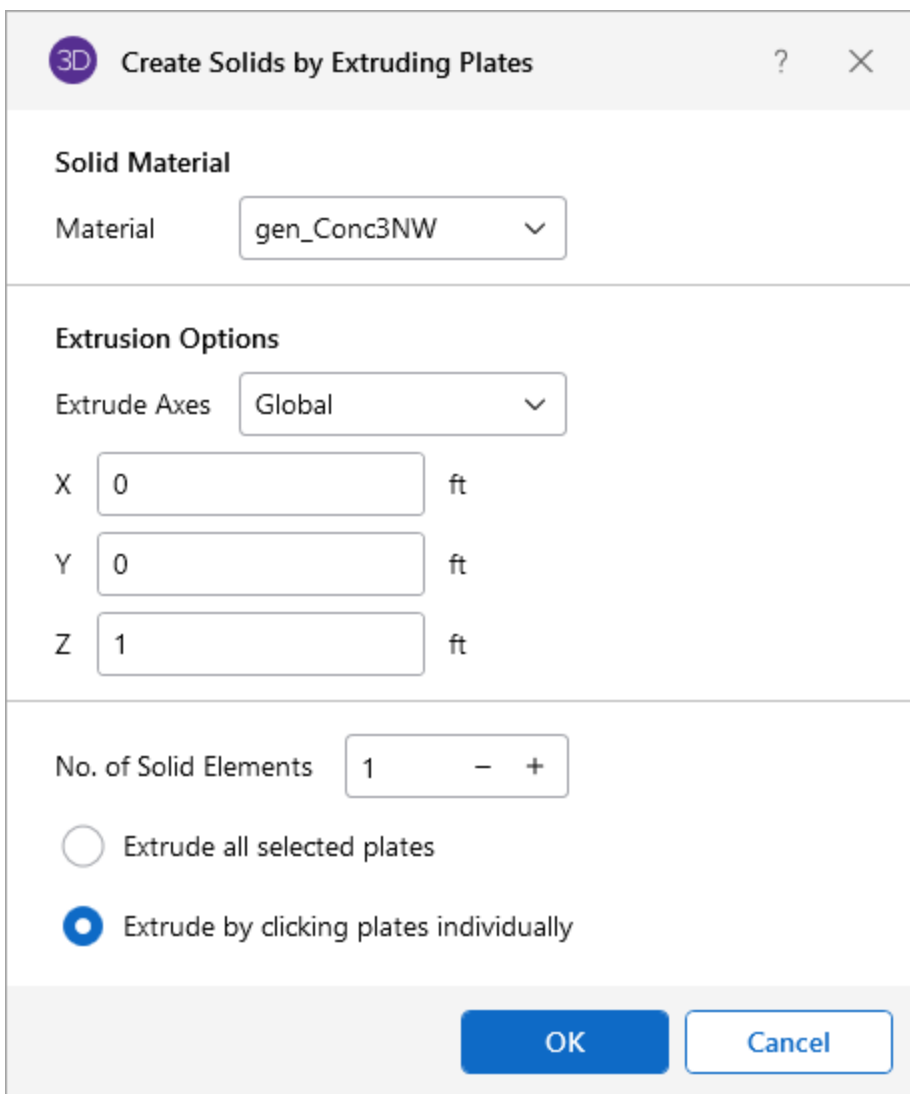 3D Create Solids by Extruding Plates ?
Solid Material
Material gen_Conc3NW
Extrusion Options
Extrude Axes Global
X 0 ft
Y 0 ft
Z 1 ft
No. of Solid Elements 1 − +
Extrude all selected plates
Extrude by clicking plates individually
OK Cancel